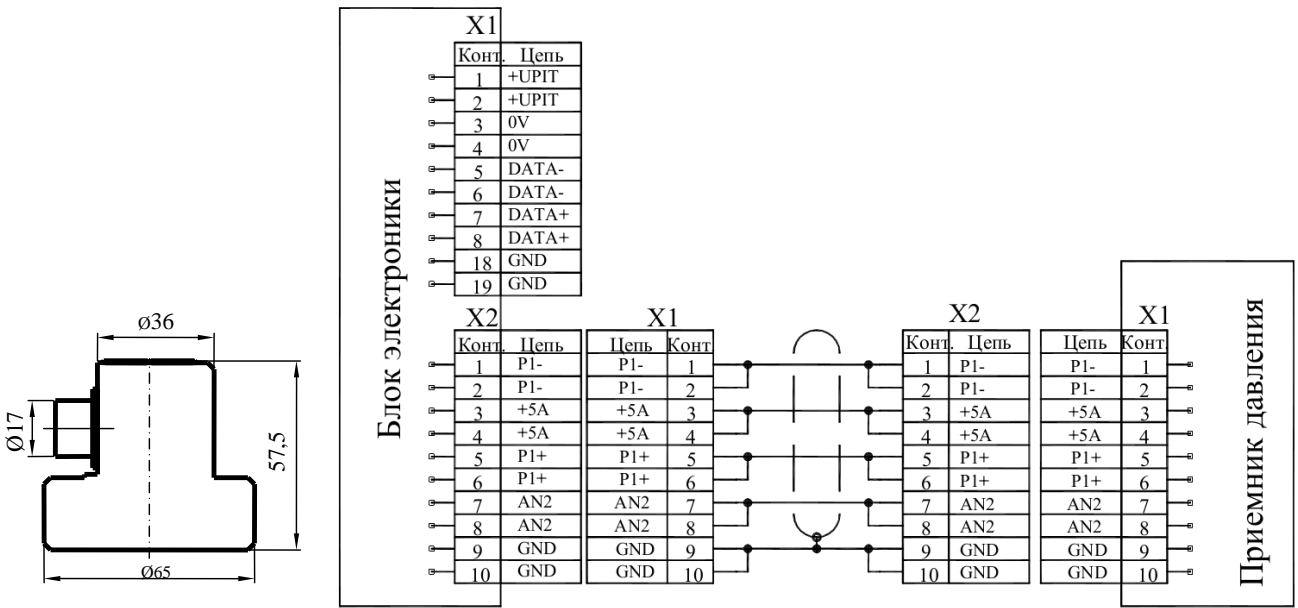 Ø36
Ø17
57,5
Ø65
Блок электроники
X1
Конт. Цепь
1 +UPIT
2 +UPIT
3 0V
4 0V
5 DATA-
6 DATA-
7 DATA+
8 DATA+
18 GND
19 GND
X2
Конт. Цепь
1 P1-
2 P1-
3 +5A
4 +5A
5 P1+
6 P1+
7 AN2
8 AN2
9 GND
10 GND
X1
Цепь Конт.
P1- 1
P1- 2
+5A 3
+5A 4
P1+ 5
P1+ 6
AN2 7
AN2 8
GND 9
GND 10
X2
Конт. Цепь
1 P1-
2 P1-
3 +5A
4 +5A
5 P1+
6 P1+
7 AN2
8 AN2
9 GND
10 GND
X1
Цепь Конт.
P1- 1
P1- 2
+5A 3
+5A 4
P1+ 5
P1+ 6
AN2 7
AN2 8
GND 9
GND 10
Приемник давления